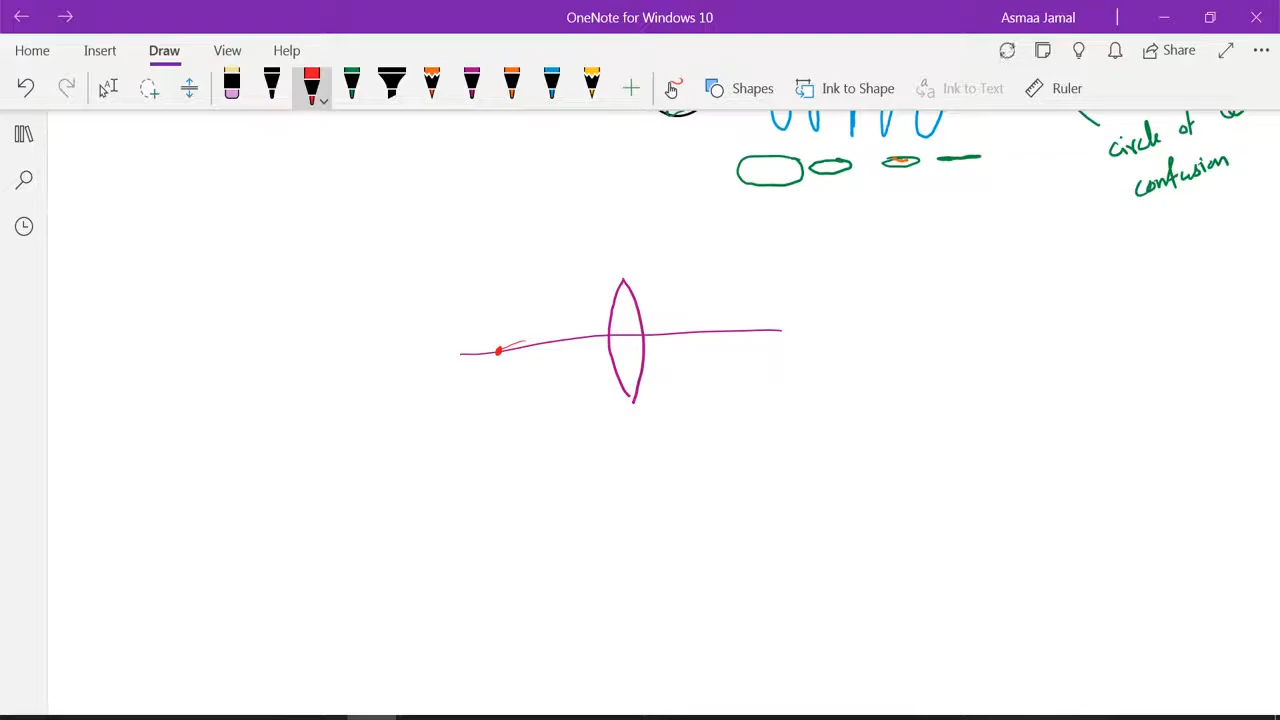 OneNote for Windows 10
Asmaa Jamal
Home Insert Draw View Help
Share
Shapes
Ink to Shape
Ink to Text
Ruler
circle of
confusion